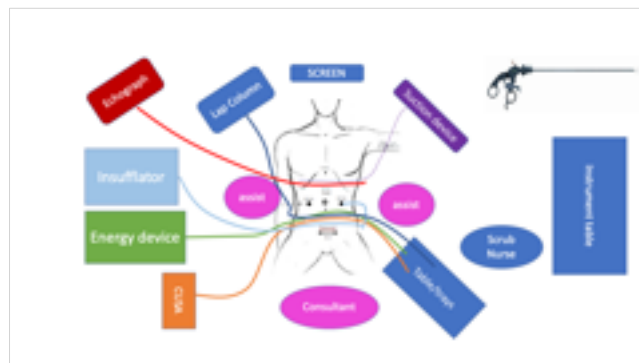 SCREEN
Echograph
Lap Column
Suction device
Insufflator
assist
assist
Instrument table
Energy device
Scrub
Nurse
CUSA
Table/trays
Consultant